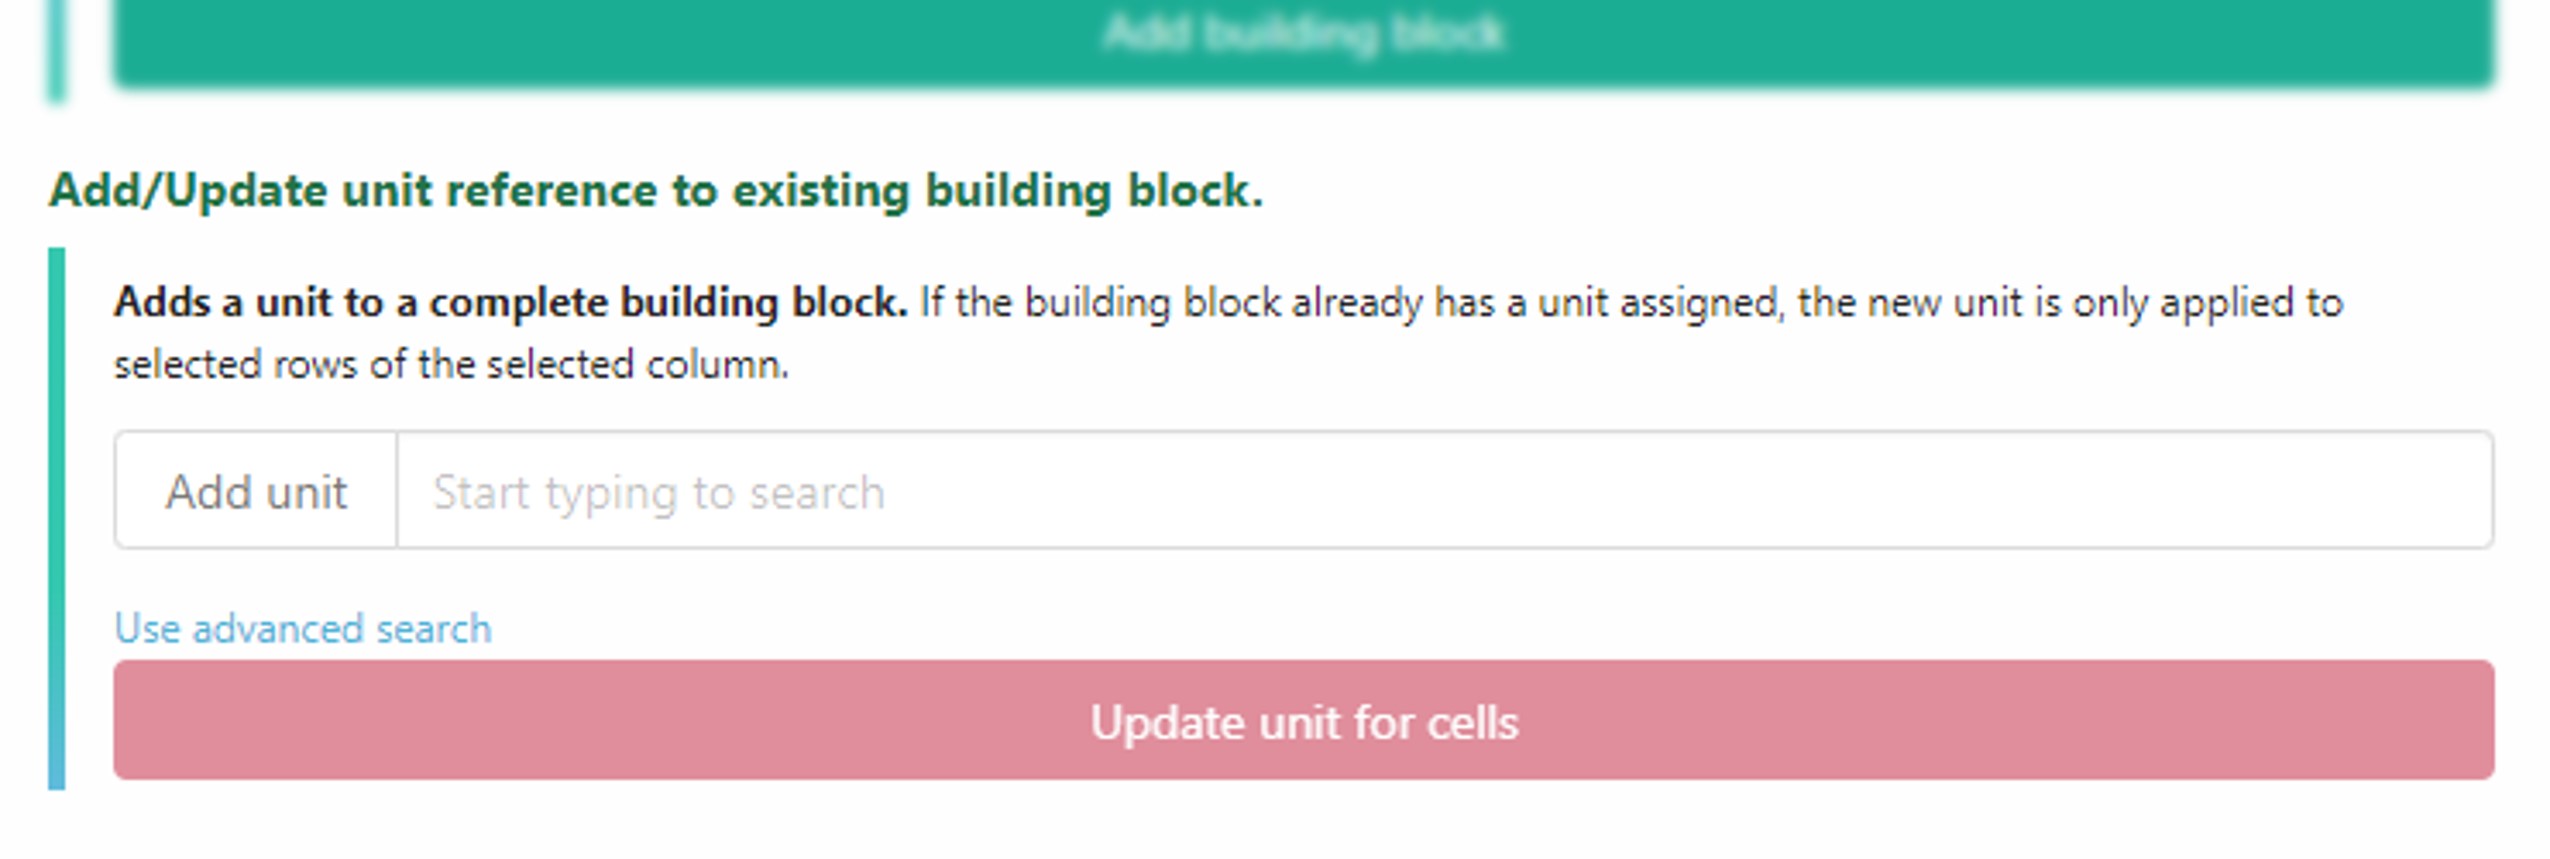 Add building block
Add/Update unit reference to existing building block.
Adds a unit to a complete building block. If the building block already has a unit assigned, the new unit is only applied to
selected rows of the selected column.
Add unit Start typing to search
Use advanced search
Update unit for cells